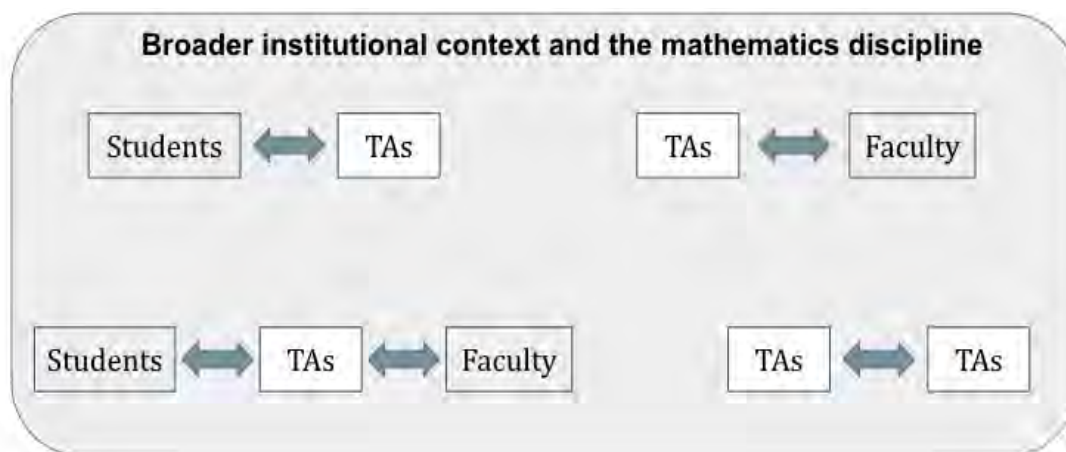 Broader institutional context and the mathematics discipline
Students TAs TAs Faculty
Students TAs Faculty TAs TAs